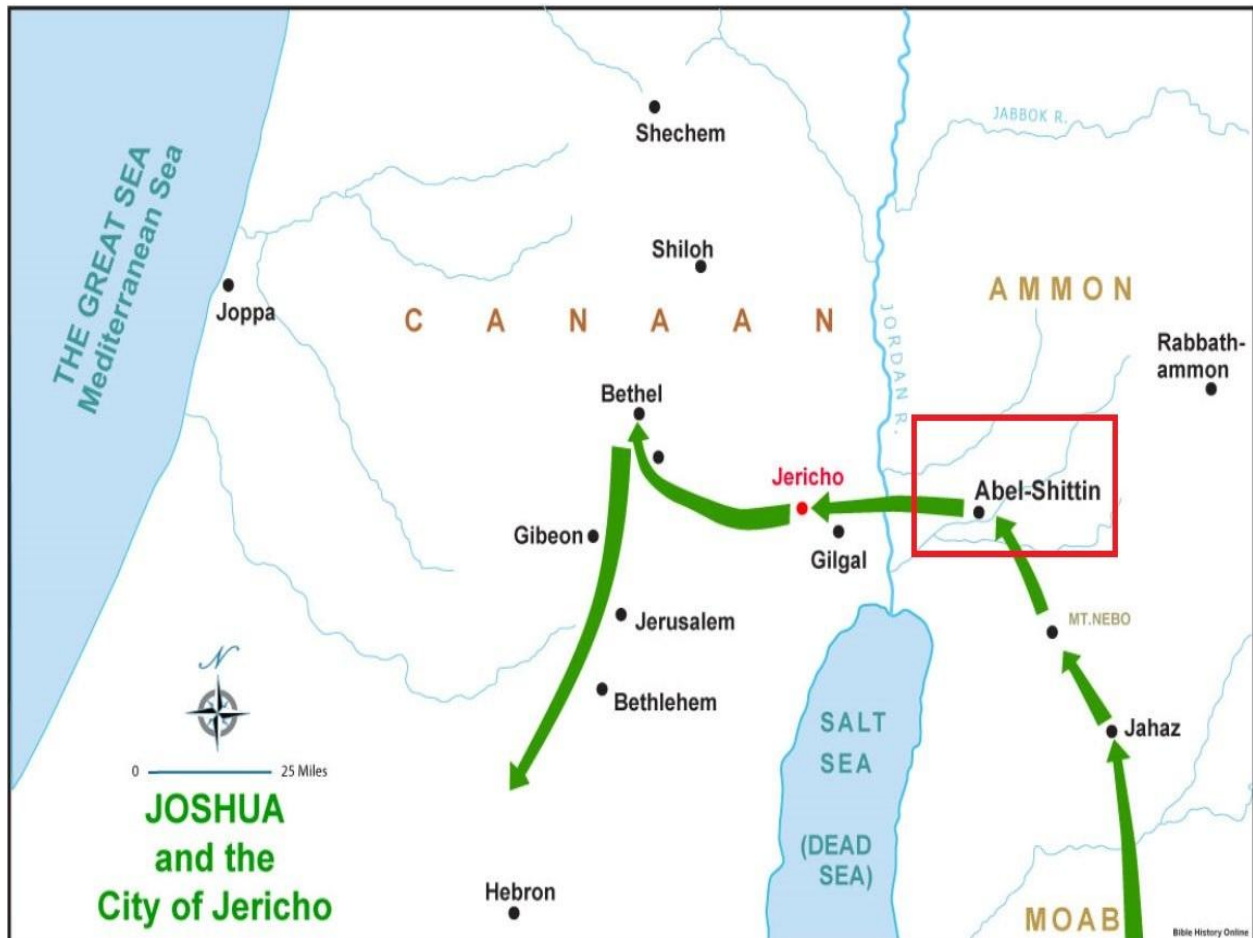 Shechem
JABBOK R.
THE GREAT SEA
Mediterranean Sea
Shiloh
Joppa
AMMON
CANAAN
JORDAN R.
Rabbath-
ammon
Bethel
Jericho
Abel-Shittin
Gibeon
Gilgal
Jerusalem
MT.NEBO
N
Bethlehem
SALT
SEA
(DEAD
SEA)
Jahaz
0 25 Miles
JOSHUA
and the
City of Jericho
Hebron
MOAB
Bible History Online